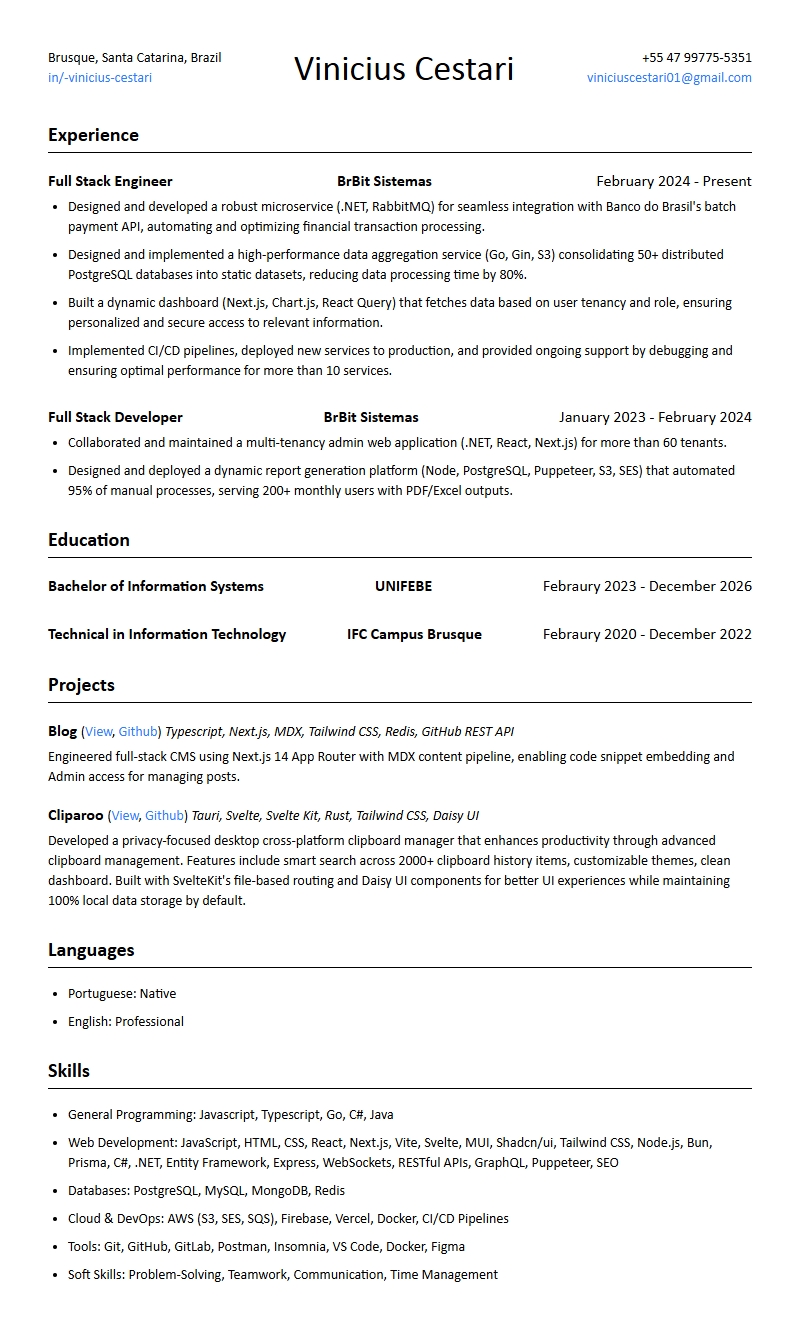 Brusque, Santa Catarina, Brazil
in/-vinicius-cestari
Vinicius Cestari
+55 47 99775-5351
viniciuscestari01@gmail.com
Experience
Full Stack Engineer BrBit Sistemas February 2024 - Present
• Designed and developed a robust microservice (.NET, RabbitMQ) for seamless integration with Banco do Brasil's batch
payment API, automating and optimizing financial transaction processing.
• Designed and implemented a high-performance data aggregation service (Go, Gin, S3) consolidating 50+ distributed
PostgreSQL databases into static datasets, reducing data processing time by 80%.
• Built a dynamic dashboard (Next.js, Chart.js, React Query) that fetches data based on user tenancy and role, ensuring
personalized and secure access to relevant information.
• Implemented CI/CD pipelines, deployed new services to production, and provided ongoing support by debugging and
ensuring optimal performance for more than 10 services.
Full Stack Developer BrBit Sistemas January 2023 - February 2024
• Collaborated and maintained a multi-tenancy admin web application (.NET, React, Next.js) for more than 60 tenants.
• Designed and deployed a dynamic report generation platform (Node, PostgreSQL, Puppeteer, S3, SES) that automated
95% of manual processes, serving 200+ monthly users with PDF/Excel outputs.
Education
Bachelor of Information Systems UNIFEBE Febraury 2023 - December 2026
Technical in Information Technology IFC Campus Brusque Febraury 2020 - December 2022
Projects
Blog (View, Github) Typescript, Next.js, MDX, Tailwind CSS, Redis, GitHub REST API
Engineered full-stack CMS using Next.js 14 App Router with MDX content pipeline, enabling code snippet embedding and
Admin access for managing posts.
Cliparoo (View, Github) Tauri, Svelte, Svelte Kit, Rust, Tailwind CSS, Daisy UI
Developed a privacy-focused desktop cross-platform clipboard manager that enhances productivity through advanced
clipboard management. Features include smart search across 2000+ clipboard history items, customizable themes, clean
dashboard. Built with SvelteKit's file-based routing and Daisy UI components for better UI experiences while maintaining
100% local data storage by default.
Languages
• Portuguese: Native
• English: Professional
Skills
• General Programming: Javascript, Typescript, Go, C#, Java
• Web Development: JavaScript, HTML, CSS, React, Next.js, Vite, Svelte, MUI, Shadcn/ui, Tailwind CSS, Node.js, Bun,
Prisma, C#, .NET, Entity Framework, Express, WebSockets, RESTful APIs, GraphQL, Puppeteer, SEO
• Databases: PostgreSQL, MySQL, MongoDB, Redis
• Cloud & DevOps: AWS (S3, SES, SQS), Firebase, Vercel, Docker, CI/CD Pipelines
• Tools: Git, GitHub, GitLab, Postman, Insomnia, VS Code, Docker, Figma
• Soft Skills: Problem-Solving, Teamwork, Communication, Time Management